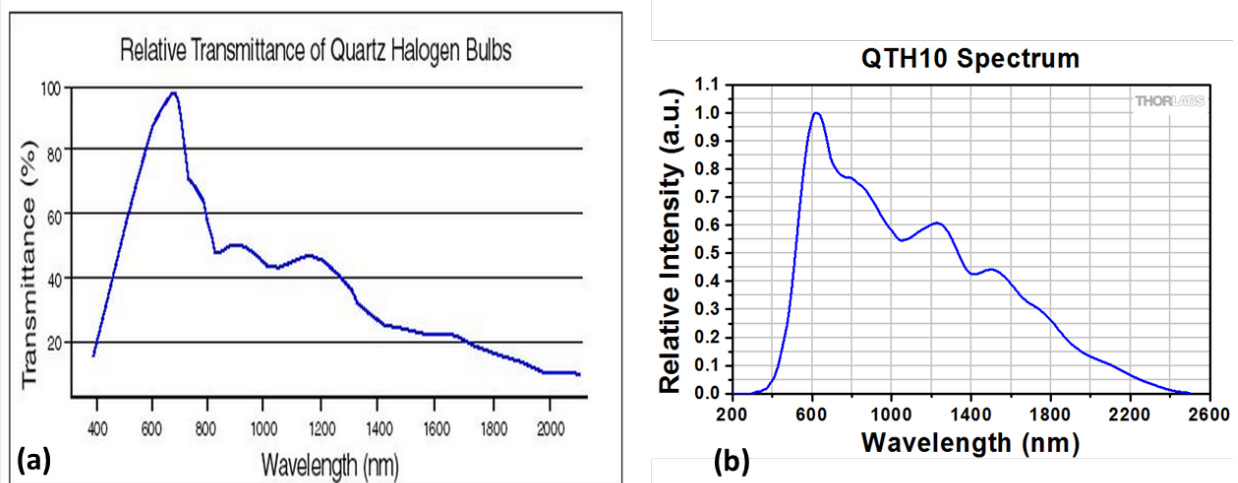 Relative Transmittance of Quartz Halogen Bulbs
Transmittance (%)
100
80
60
40
20
400 600 800 1000 1200 1400 1600 1800 2000
Wavelength (nm)
(a)
QTH10 Spectrum
THORLABS
Relative Intensity (a.u.)
1.1
1.0
0.9
0.8
0.7
0.6
0.5
0.4
0.3
0.2
0.1
0.0
200 600 1000 1400 1800 2200 2600
Wavelength (nm)
(b)